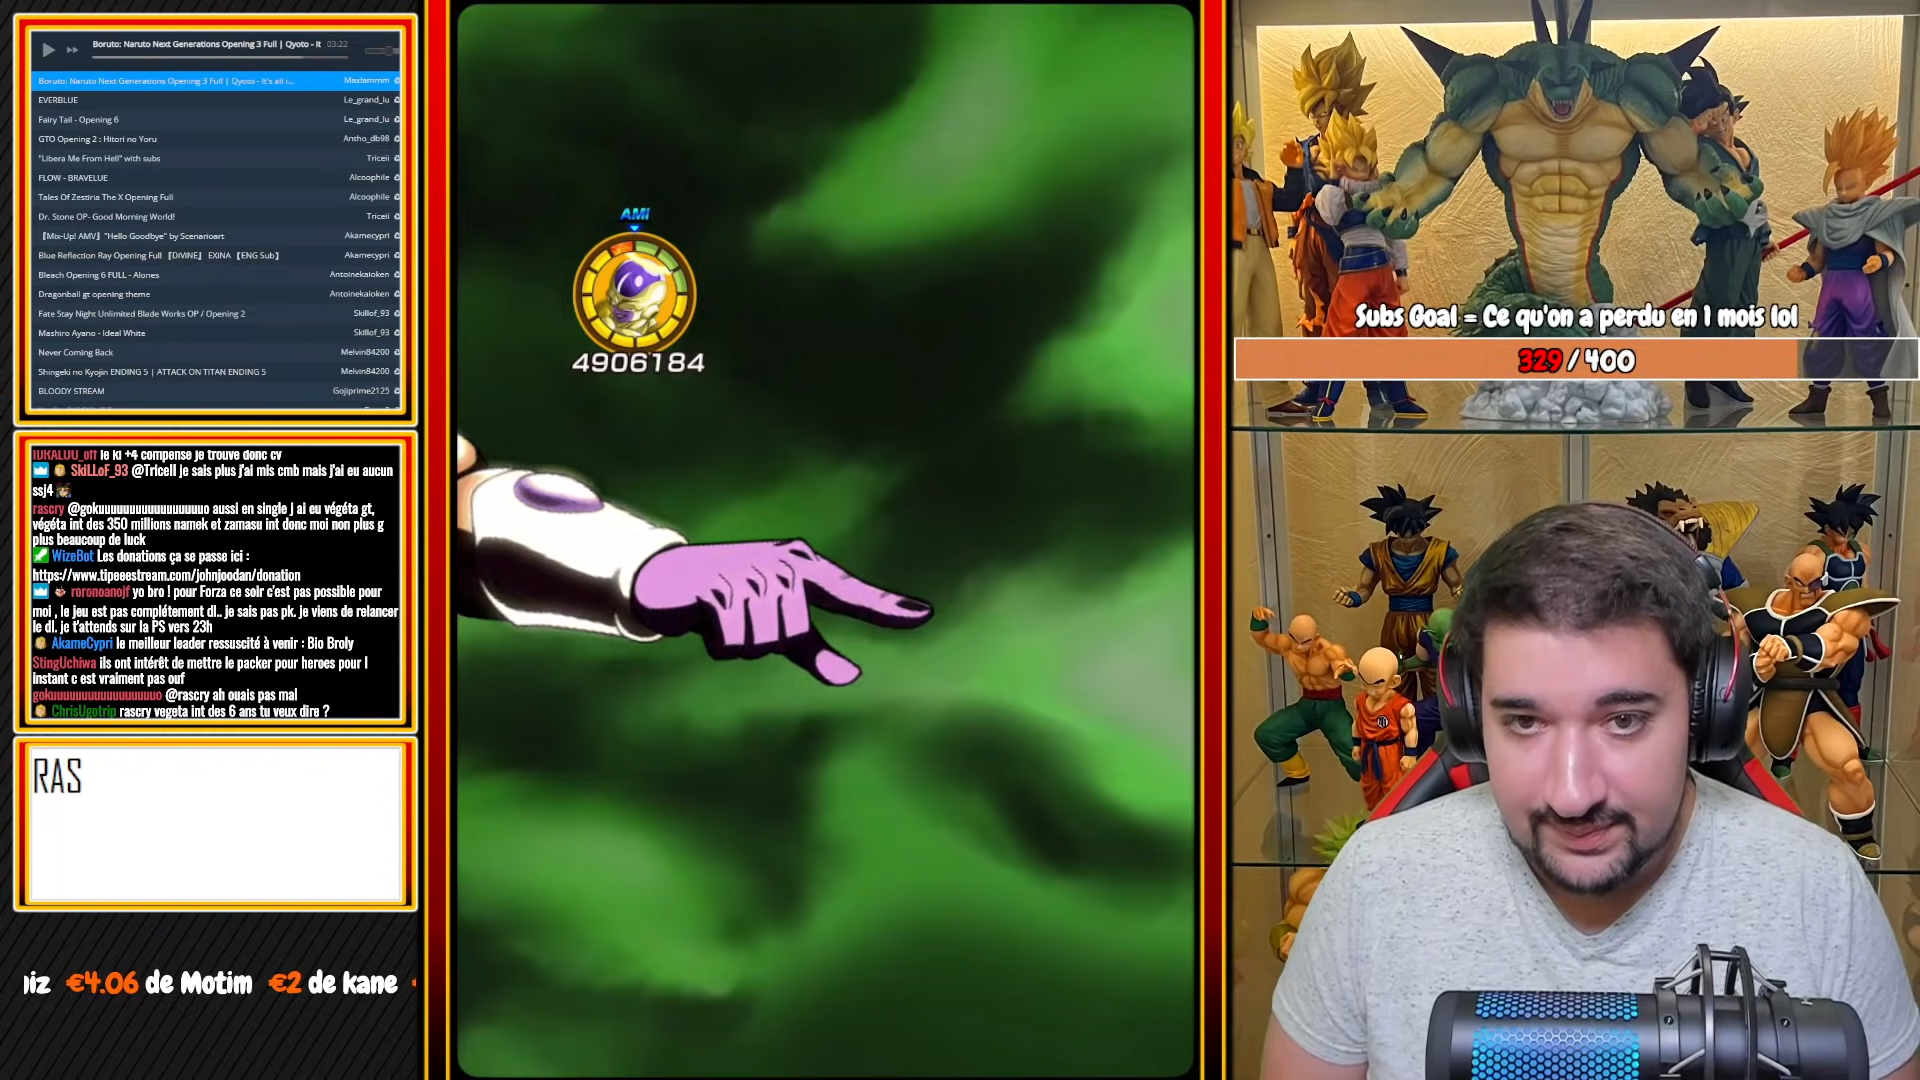 Boruto: Naruto Next Generations Opening 3 Full | Qyoto - It 03:22
Boruto: Naruto Next Generations Opening 3 Full | Qyoto - It's all i... Maxlammm
EVERBLUE Le_grand_lu
Fairy Tail - Opening 6 Le_grand_lu
GTO Opening 2 : Hitori no Yoru Antho_db98
"Libera Me From Hell" with subs Triceii
FLOW - BRAVELUE Alcoophile
Tales Of Zestiria The X Opening Full Alcoophile
Dr. Stone OP- Good Morning World! Triceii
『Mix-Up! AMV』 "Hello Goodbye" by Scenarioart Akamecypri
Blue Reflection Ray Opening Full 『DIVINE』 EXiNA 【ENG Sub】 Akamecypri
Bleach Opening 6 FULL - Alones Antoinekaioken
Dragonball gt opening theme Antoinekaioken
Fate Stay Night Unlimited Blade Works OP / Opening 2 Skillof_93
Mashiro Ayano - Ideal White Skillof_93
Never Coming Back Melvin84200
Shingeki no Kyojin ENDING 5 | ATTACK ON TITAN ENDING 5 Melvin84200
BLOODY STREAM Gojiprime2125
le ki +4 compense je trouve donc cv
SkiLLoF_93 @Tricell je sais plus j'ai mis cmb mais j'ai eu aucun
ssj4
rascry @gokuuuuuuuuuuuuuuuuuo aussi en single j ai eu végéta gt,
végéta int des 350 millions namek et zamasu int donc moi non plus g
plus beaucoup de luck
WizeBot Les donations ça se passe ici :
https://www.tipeeestream.com/johnjoodan/donation
roronoanojf yo bro ! pour Forza ce soir c'est pas possible pour
moi , le jeu est pas complétement dl.. je sais pas pk. je viens de relancer
le dl. je t'attends sur la PS vers 23h
AkameCypri le meilleur leader ressuscité à venir : Bio Broly
StingUchiwa ils ont intérêt de mettre le packer pour heroes pour l
instant c est vraiment pas ouf
gokuuuuuuuuuuuuuuuuuo @rascry ah ouais pas mal
ChrisUgotrip rascry vegeta int des 6 ans tu veux dire ?
RAS
iz €4.06 de Motim €2 de kane
AMI
4906184
Subs Goal = Ce qu'on a perdu en 1 mois lol
329 / 400